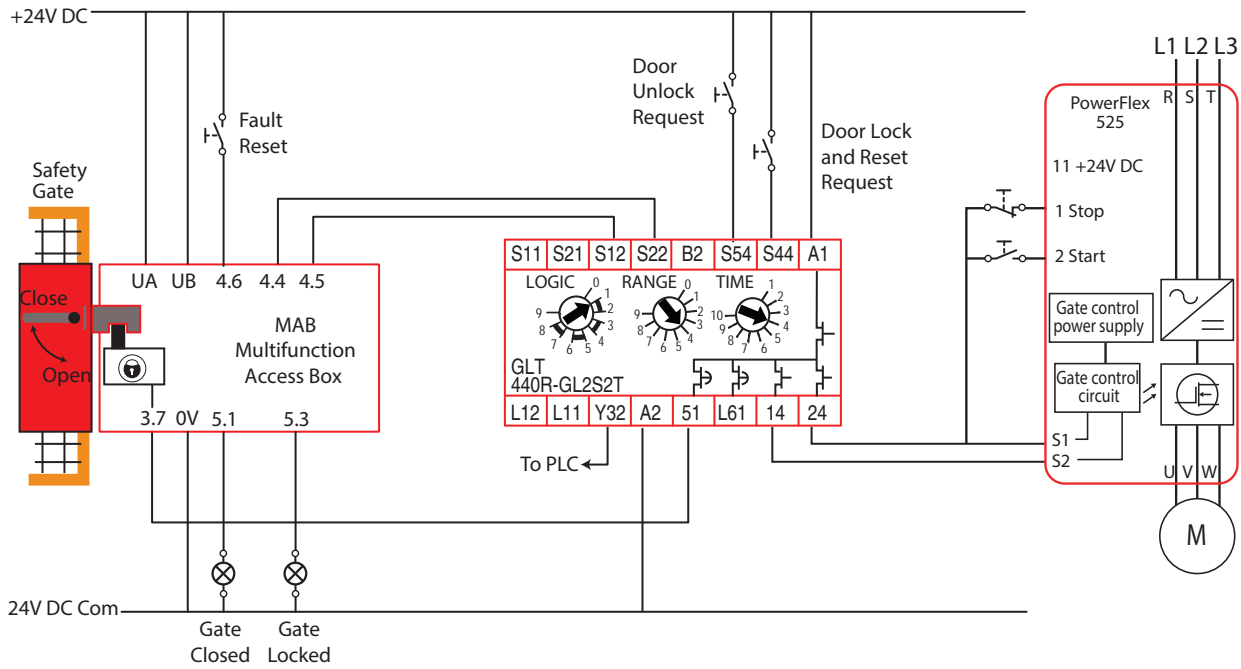 +24V DC
L1 L2 L3
Door
Unlock
Request
Fault
Reset
Door Lock
and Reset
Request
Safety
Gate
R S T
PowerFlex
525
11 +24V DC
1 Stop
2 Start
Gate control
power supply
Gate control
circuit
S1
S2
U V W
M
UA UB 4.6 4.4 4.5
Close
Open
MAB
Multifunction
Access Box
3.7 0V 5.1 5.3
S11 S21 S12 S22 B2 S54 S44 A1
LOGIC RANGE TIME
0 1 2 3 4 5 6 7 8 9
0 1 2 3 4 5 6 7 8 9
1 2 3 4 5 6 7 8 9 10
GLT
440R-GL2S2T
L12 L11 Y32 A2 51 L61 14 24
To PLC
24V DC Com
Gate
Closed
Gate
Locked